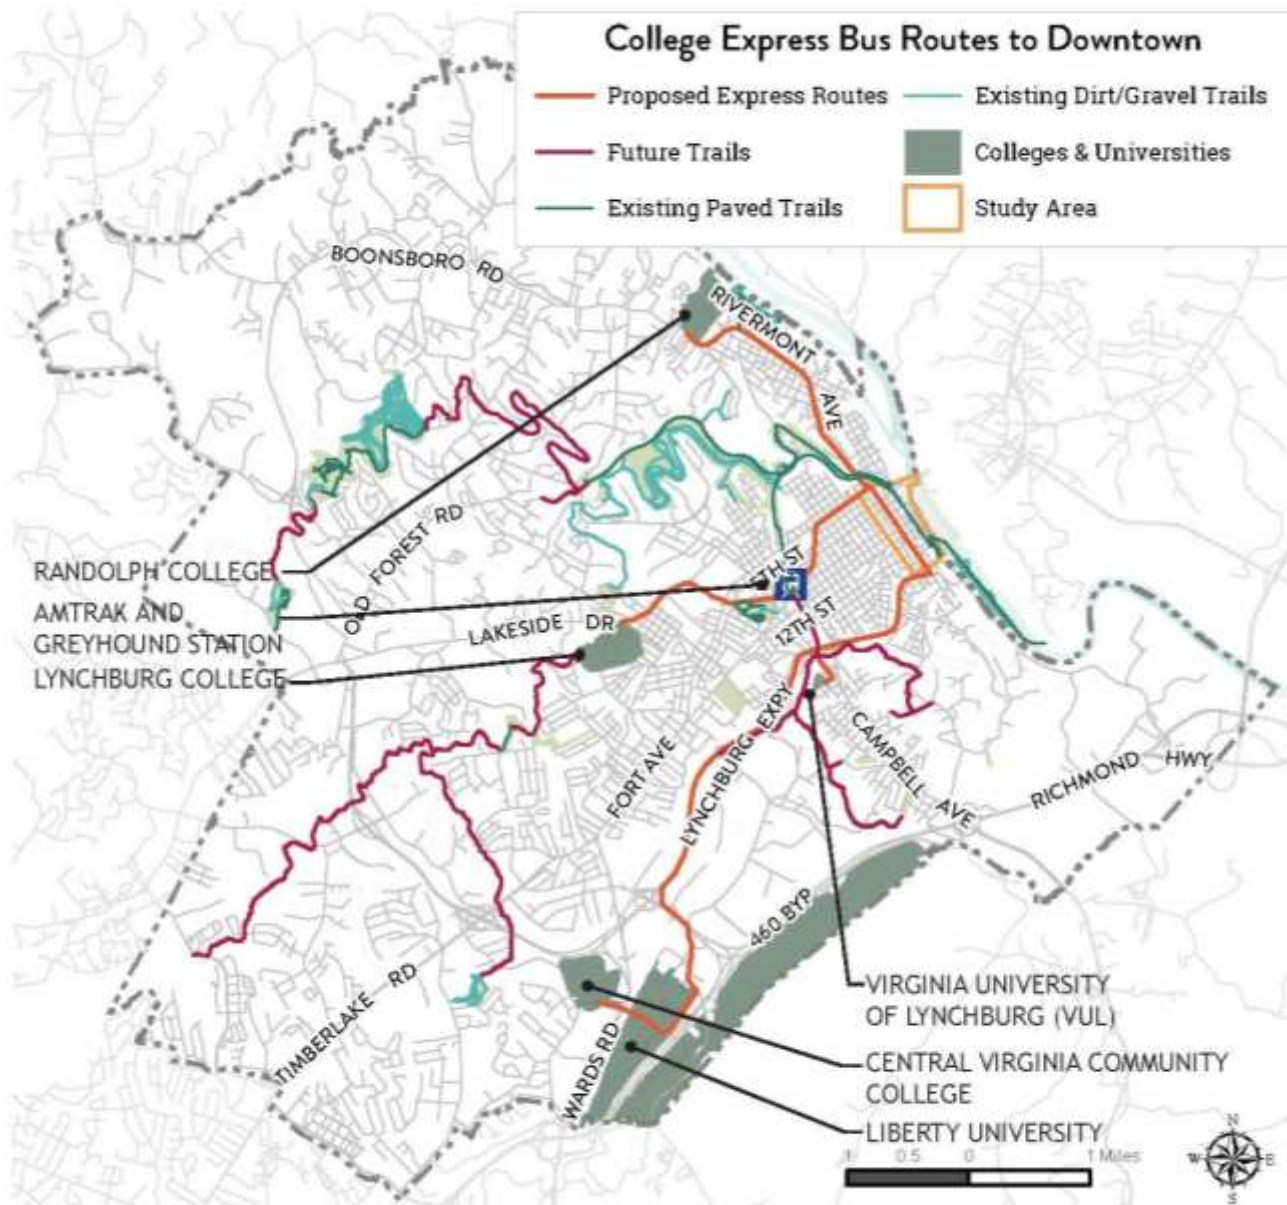 College Express Bus Routes to Downtown
Proposed Express Routes
Existing Dirt/Gravel Trails
Future Trails
Colleges & Universities
Existing Paved Trails
Study Area
BOONSBORO RD
RIVERMONT AVE
OLD FOREST RD
RANDOLPH COLLEGE
AMTRAK AND
GREYHOUND STATION
LYNCHBURG COLLEGE
LAKESIDE DR
5TH ST
12TH ST
FORT AVE
LYNCHBURG EXPY
CAMPBELL AVE
RICHMOND HWY
460 BYP
TIMBERLAKE RD
WARDS RD
VIRGINIA UNIVERSITY
OF LYNCHBURG (VUL)
CENTRAL VIRGINIA COMMUNITY
COLLEGE
LIBERTY UNIVERSITY
1 0.5 0 1 Miles
N
W E
S